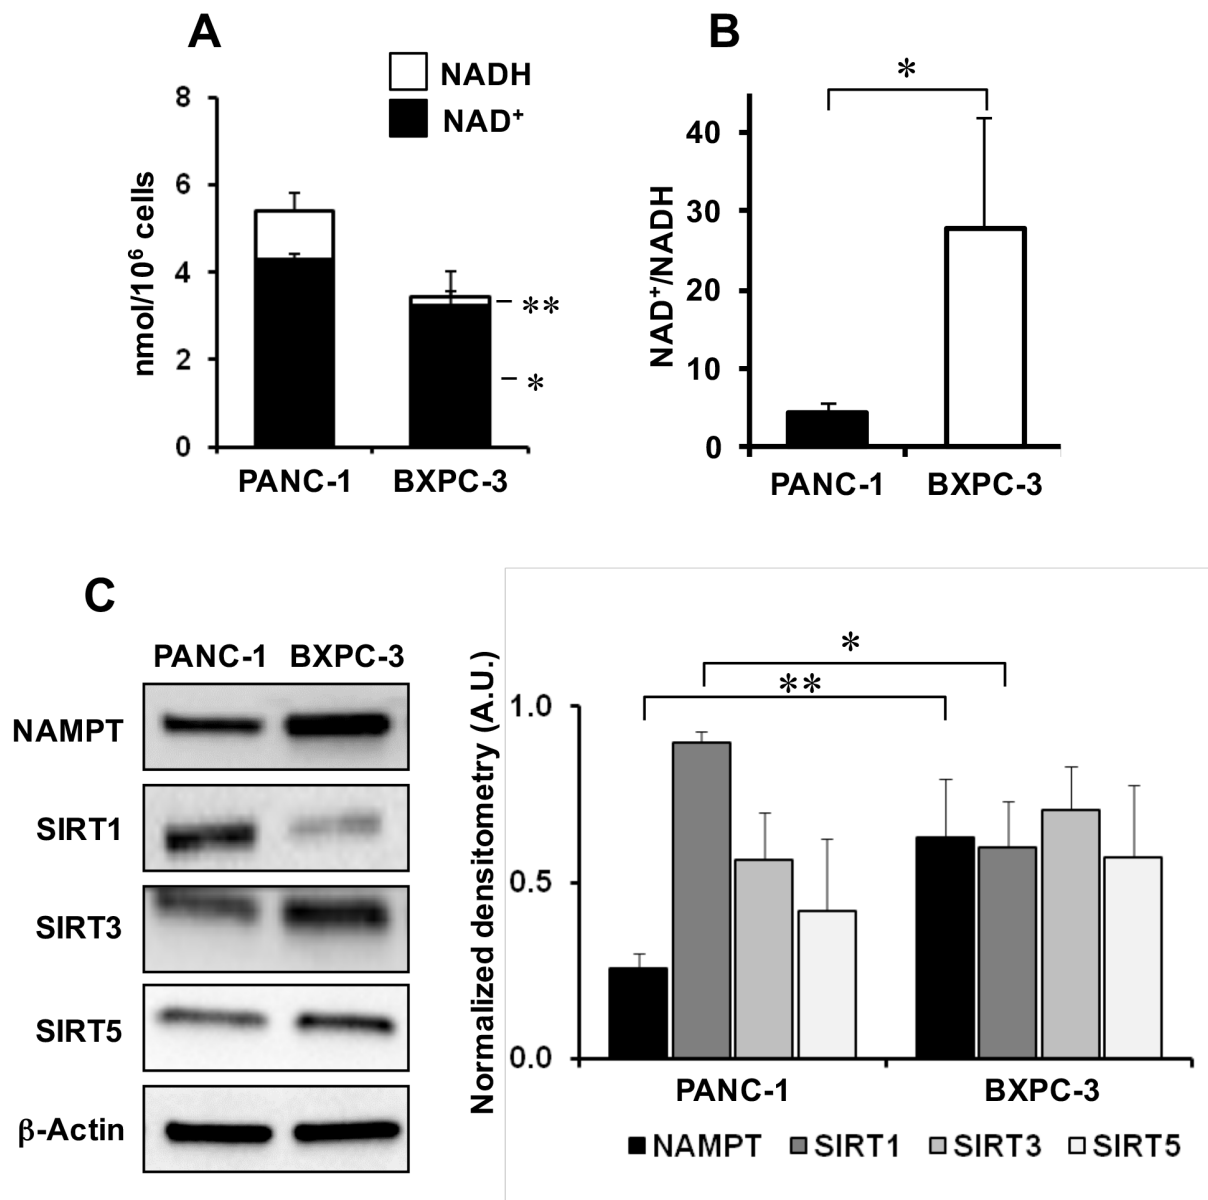 A
NADH
NAD⁺
nmol/10⁶ cells
8
6
4
2
0
**
*
PANC-1 BXPC-3
B
*
NAD⁺/NADH
40
30
20
10
0
PANC-1 BXPC-3
C
PANC-1 BXPC-3
NAMPT
SIRT1
SIRT3
SIRT5
β-Actin
Normalized densitometry (A.U.)
*
**
1.0
0.5
0.0
PANC-1 BXPC-3
NAMPT SIRT1 SIRT3 SIRT5